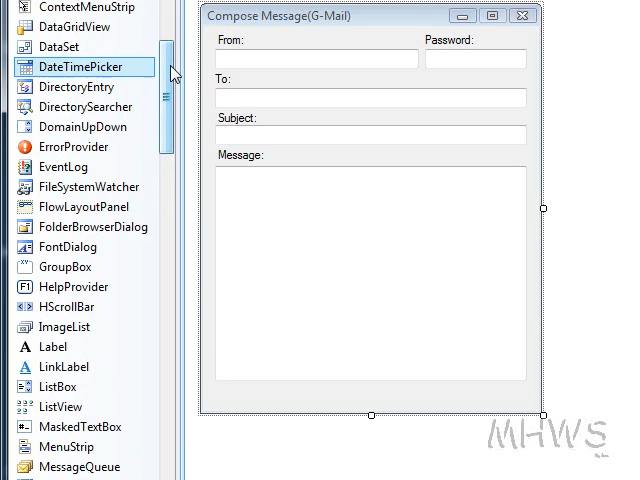 ContextMenuStrip
DataGridView
DataSet
DateTimePicker
DirectoryEntry
DirectorySearcher
DomainUpDown
ErrorProvider
EventLog
FileSystemWatcher
FlowLayoutPanel
FolderBrowserDialog
FontDialog
GroupBox
HelpProvider
HScrollBar
ImageList
Label
LinkLabel
ListBox
ListView
MaskedTextBox
MenuStrip
MessageQueue
Compose Message(G-Mail)
From: Password:
To:
Subject:
Message:
MHWS